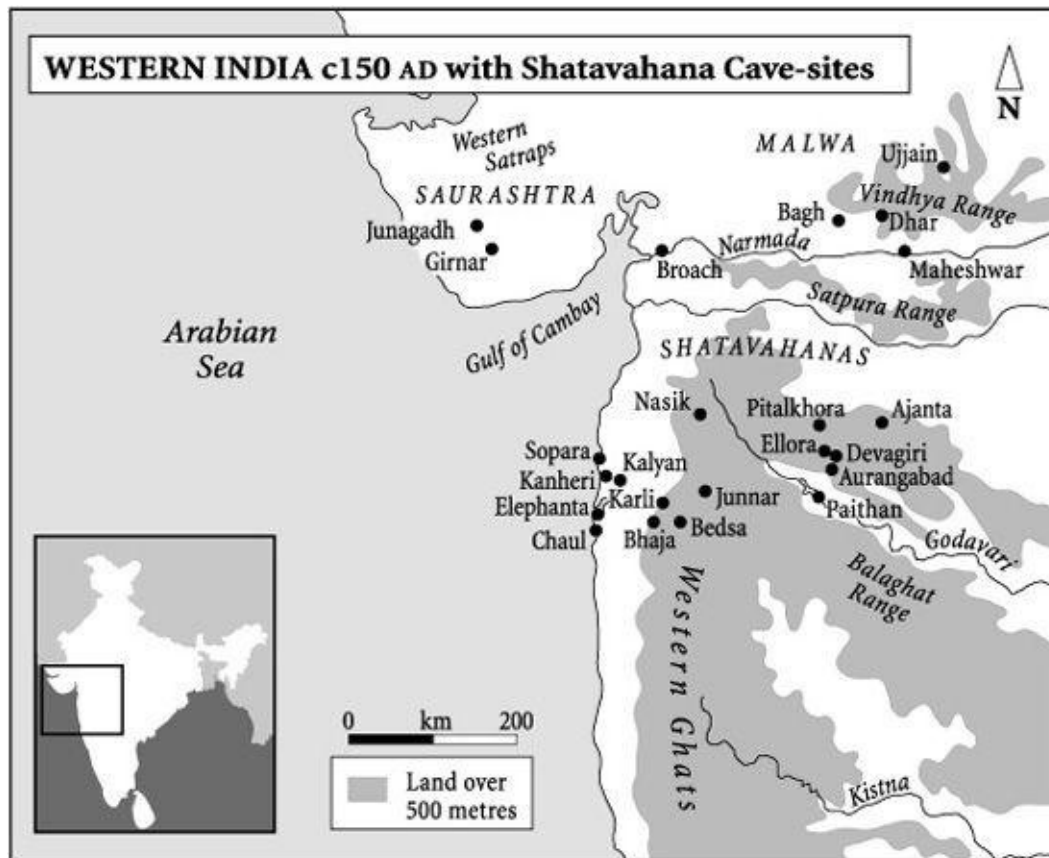 WESTERN INDIA c150 AD with Shatavahana Cave-sites
N
Western
Satraps
SAURASHTRA
Junagadh
Girnar
MALWA
Ujjain
Vindhya Range
Bagh
Dhar
Narmada
Broach
Maheshwar
Satpura Range
Gulf of Cambay
Arabian
Sea
SHATAVAHANAS
Nasik
Pitalkhora
Ajanta
Ellora
Devagiri
Aurangabad
Sopara
Kanheri
Kalyan
Elephanta
Karli
Junnar
Paithan
Chaul
Bhaja
Bedsa
Godavari
Balaghat
Range
Western Ghats
Kistna
0 km 200
Land over
500 metres